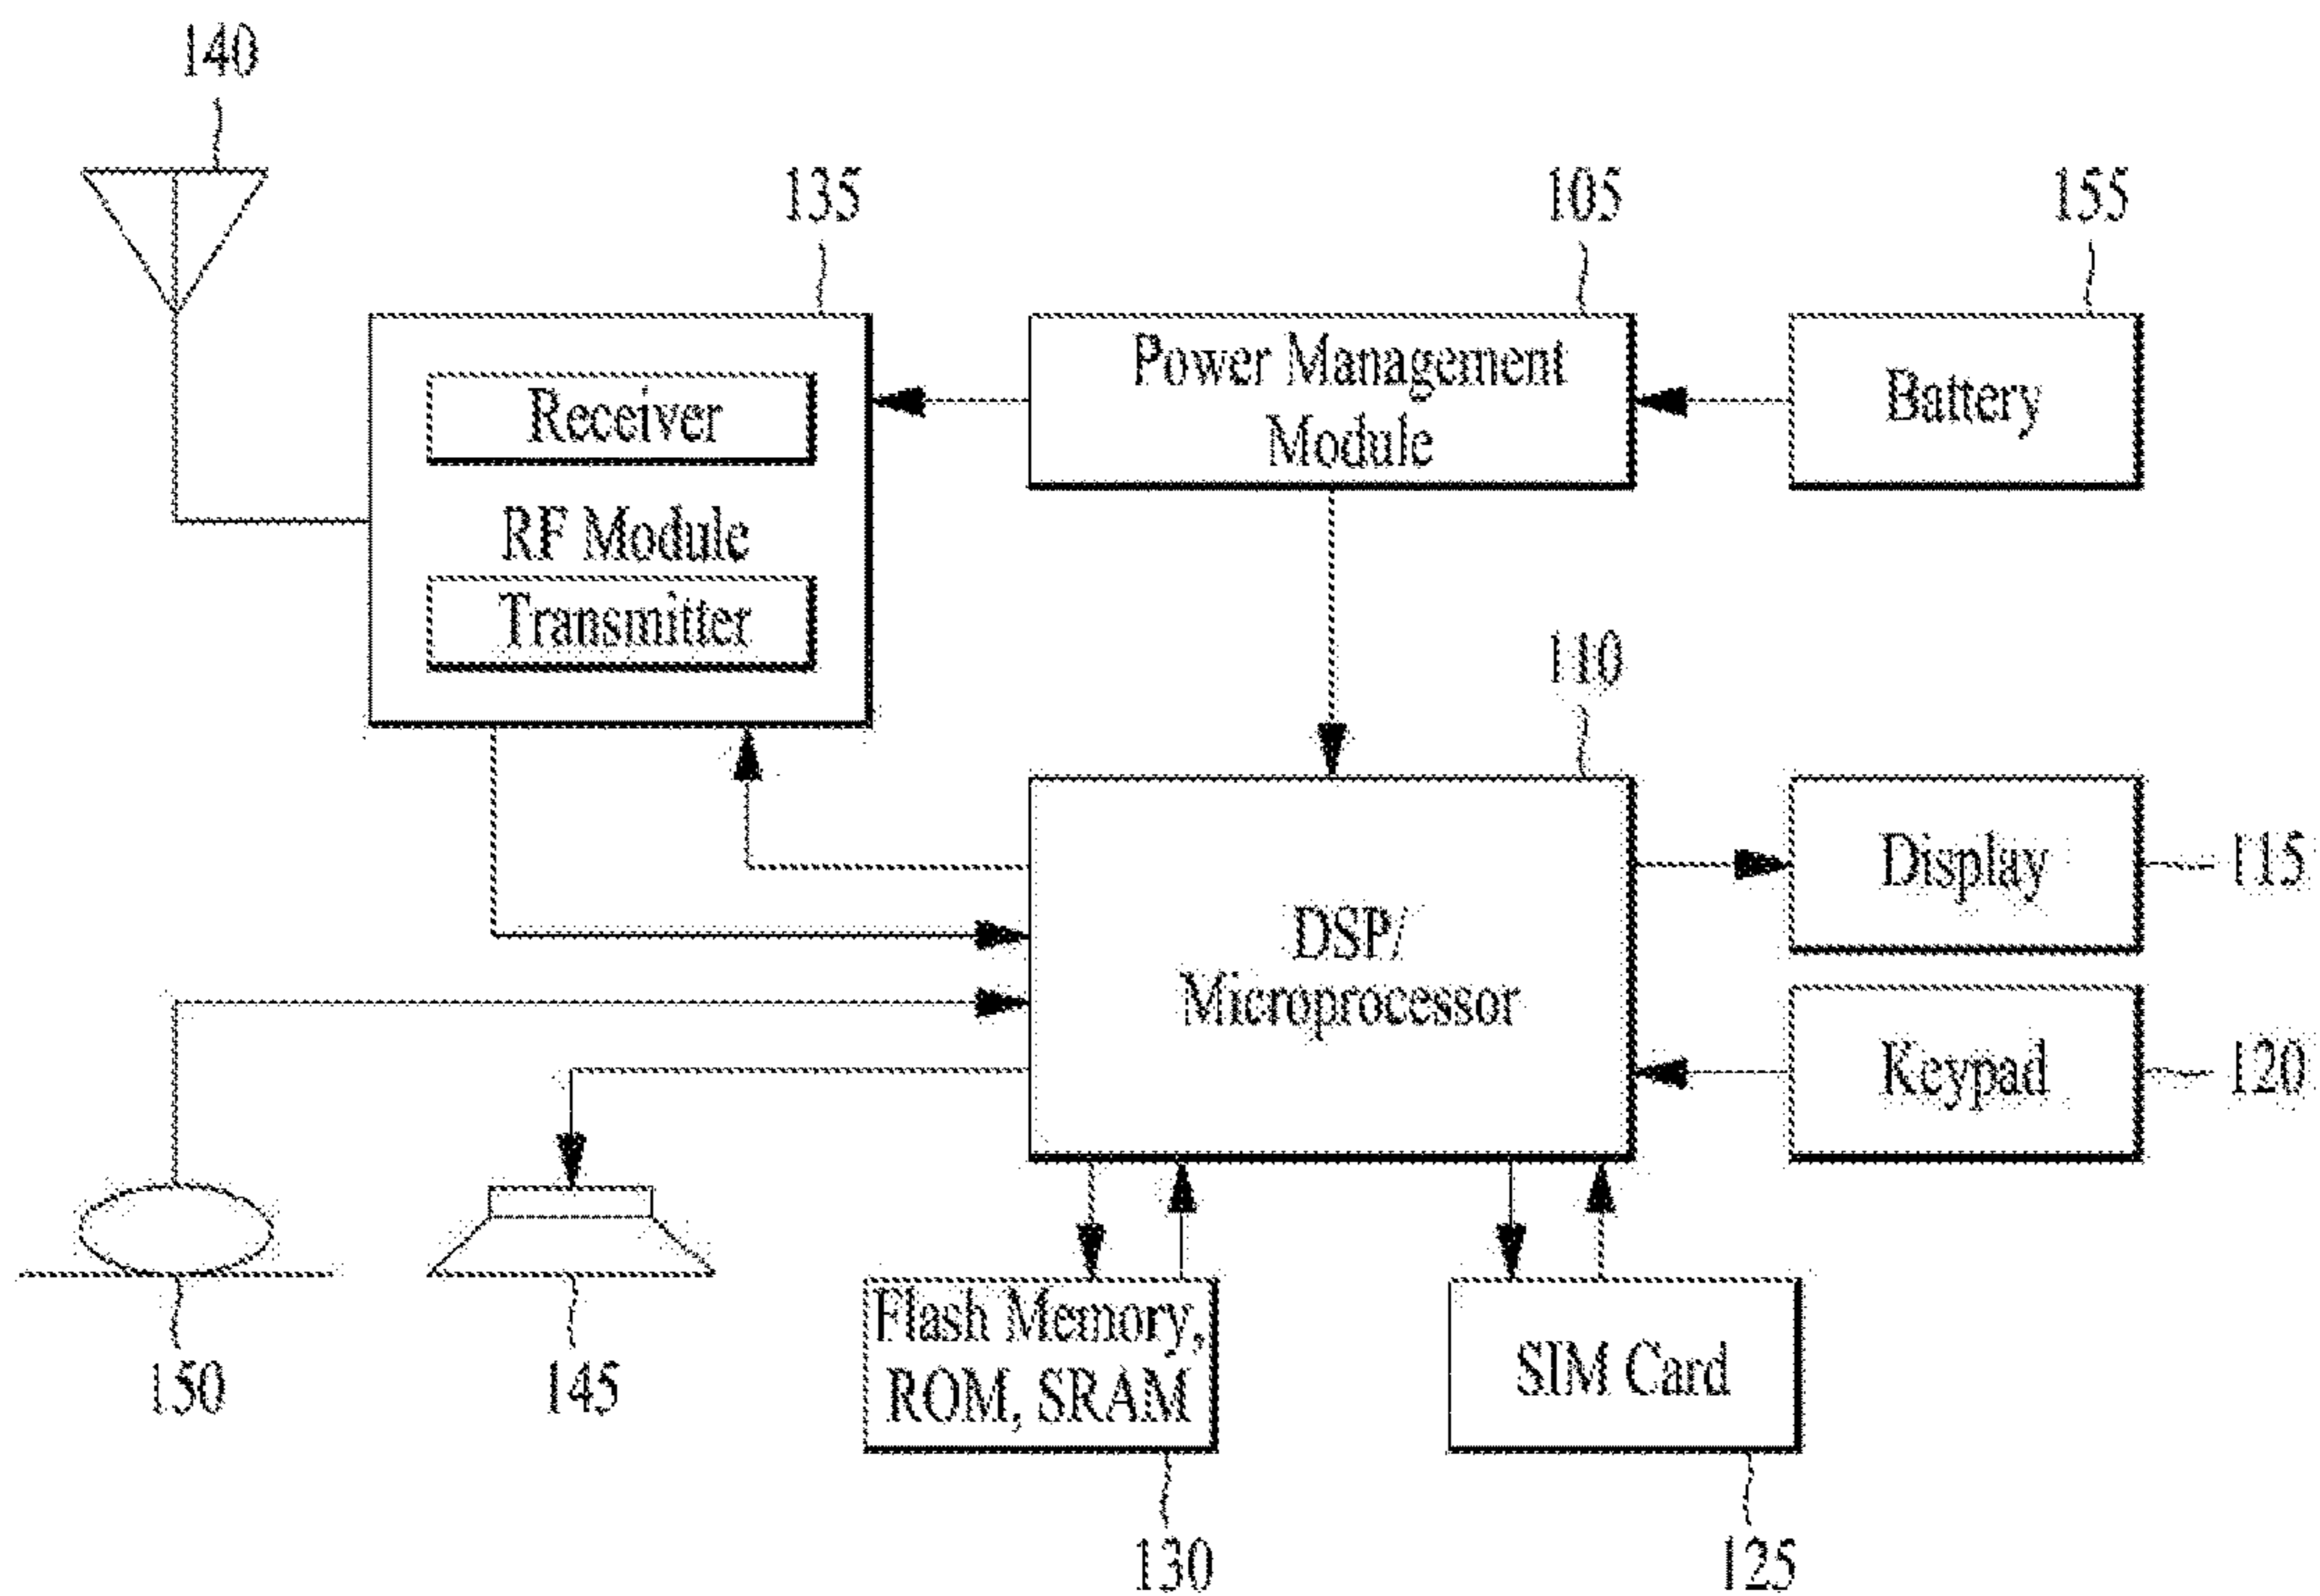 140
135
105
155
Receiver
RF Module
Transmitter
Power Management
Module
Battery
110
DSP/
Microprocessor
Display
115
Keypad
120
150
145
Flash Memory,
ROM, SRAM
SIM Card
130
125